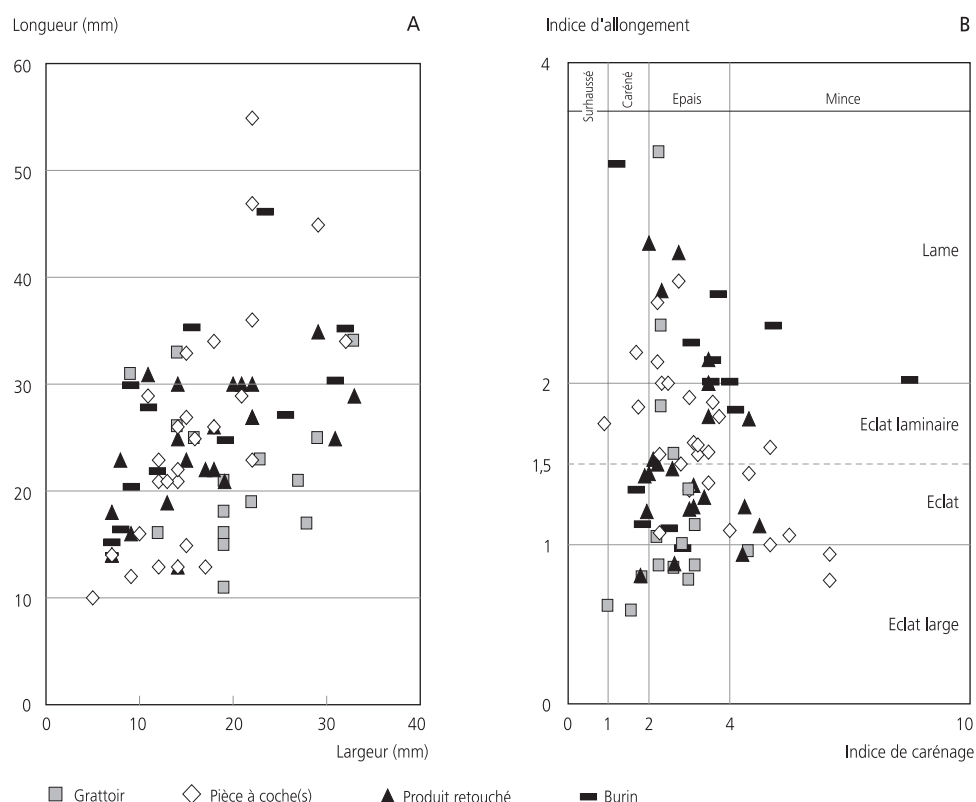 Longueur (mm) A
60
50
40
30
20
10
0
0 10 20 30 40
Largeur (mm)
Indice d'allongement B
4
Surhaussé Caréné Epais Mince
Lame
2
Eclat laminaire
1,5
Eclat
1
Eclat large
0
0 1 2 4 10
Indice de carénage
Grattoir Pièce à coche(s) Produit retouché Burin